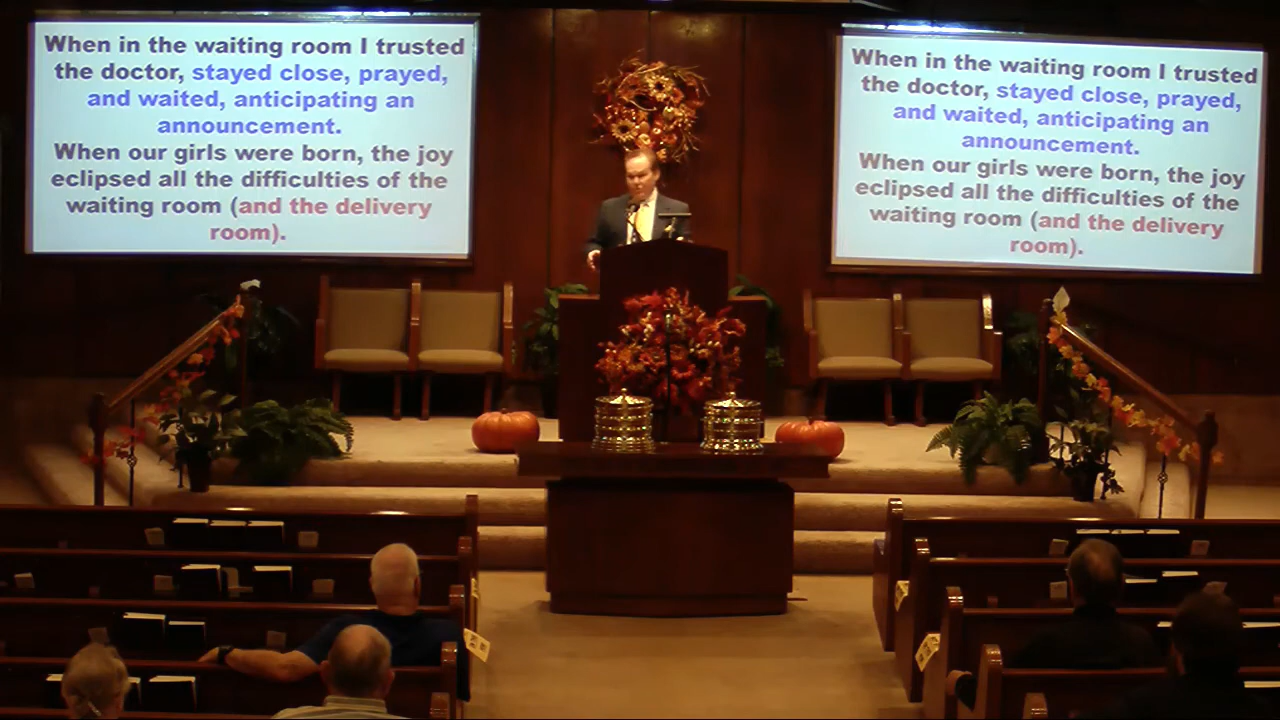 When in the waiting room I trusted
the doctor, stayed close, prayed,
and waited, anticipating an
announcement.
When our girls were born, the joy
eclipsed all the difficulties of the
waiting room (and the delivery
room).
When in the waiting room I trusted
the doctor, stayed close, prayed,
and waited, anticipating an
announcement.
When our girls were born, the joy
eclipsed all the difficulties of the
waiting room (and the delivery
room).